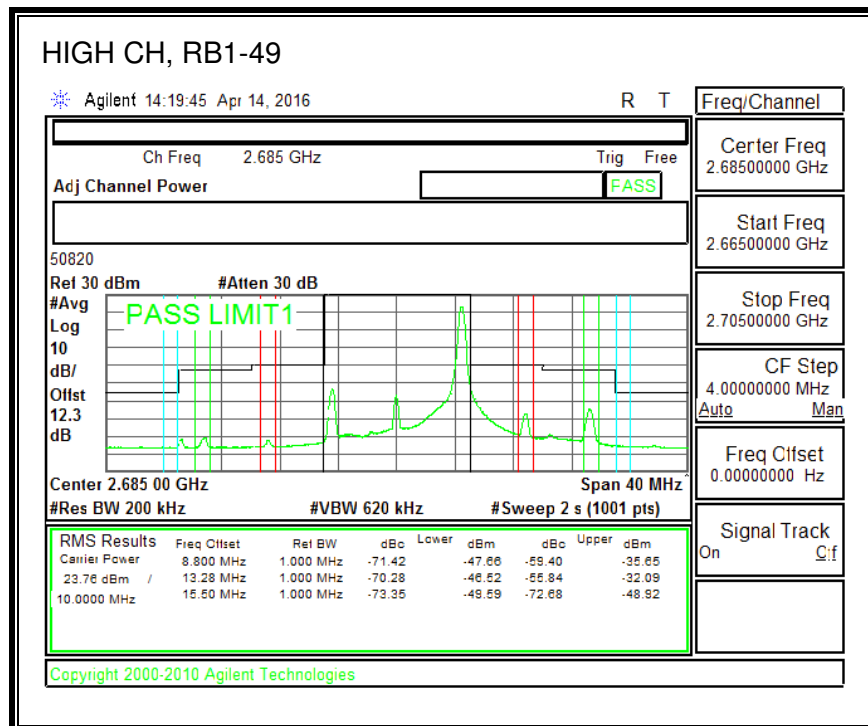 HIGH CH, RB1-49
Agilent 14:19:45 Apr 14, 2016 R T
Freq/Channel
Ch Freq 2.685 GHz Trig Free
Adj Channel Power PASS
Center Freq
2.68500000 GHz
Start Freq
2.66500000 GHz
Stop Freq
2.70500000 GHz
CF Step
4.00000000 MHz
Auto Man
Freq Offset
0.00000000 Hz
Signal Track
On Off
50820
Ref 30 dBm #Atten 30 dB
#Avg
Log
10
dB/
Offst
12.3
dB
PASS LIMIT1
Center 2.685 00 GHz Span 40 MHz
#Res BW 200 kHz #VBW 620 kHz #Sweep 2 s (1001 pts)
RMS Results Freq Offset Ref BW dBc Lower dBm dBc Upper dBm
Carrier Power 8.800 MHz 1.000 MHz -71.42 -47.66 -59.40 -35.65
23.76 dBm / 13.28 MHz 1.000 MHz -70.28 -46.52 -55.84 -32.09
10.0000 MHz 15.50 MHz 1.000 MHz -73.35 -49.59 -72.68 -48.92
Copyright 2000-2010 Agilent Technologies